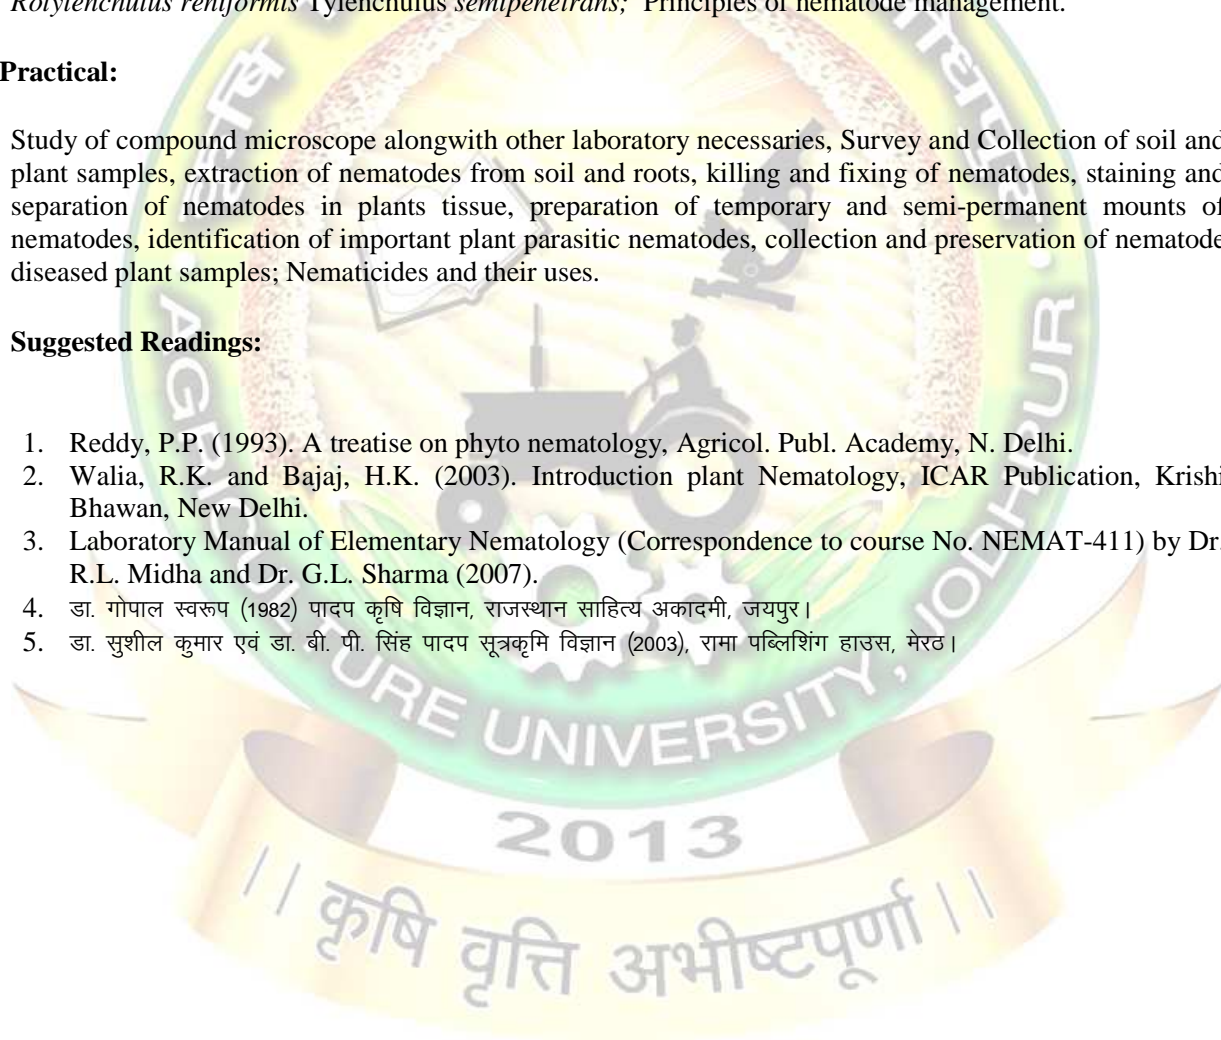 Rotylenchulus reniformis Tylenchulus semipenetrans; Principles of nematode management.
Practical:
Study of compound microscope alongwith other laboratory necessaries, Survey and Collection of soil and
plant samples, extraction of nematodes from soil and roots, killing and fixing of nematodes, staining and
separation of nematodes in plants tissue, preparation of temporary and semi-permanent mounts of
nematodes, identification of important plant parasitic nematodes, collection and preservation of nematode
diseased plant samples; Nematicides and their uses.
Suggested Readings:
1. Reddy, P.P. (1993). A treatise on phyto nematology, Agricol. Publ. Academy, N. Delhi.
2. Walia, R.K. and Bajaj, H.K. (2003). Introduction plant Nematology, ICAR Publication, Krishi
Bhawan, New Delhi.
3. Laboratory Manual of Elementary Nematology (Correspondence to course No. NEMAT-411) by Dr.
R.L. Midha and Dr. G.L. Sharma (2007).
4. डा. गोपाल स्वरूप (1982) पादप कृषि विज्ञान, राजस्थान साहित्य अकादमी, जयपुर।
5. डा. सुशील कुमार एवं डा. बी. पी. सिंह पादप सूत्रकृमि विज्ञान (2003), रामा पब्लिशिंग हाउस, मेरठ।
AGRICULTURE UNIVERSITY, JODHPUR
2013
|| कृषि वृत्ति अभीष्टपूर्णा ||